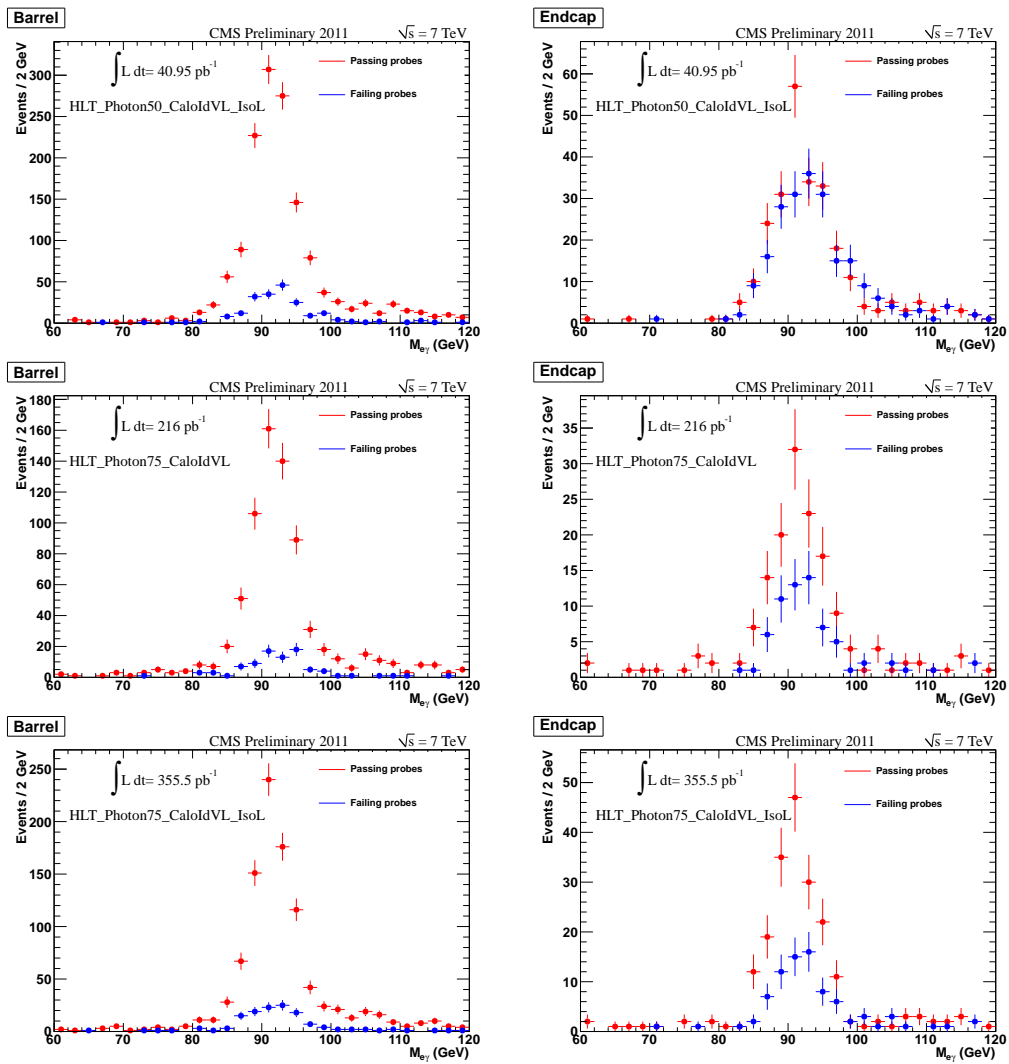 Barrel
CMS Preliminary 2011 √s = 7 TeV
∫L dt= 40.95 pb⁻¹
HLT_Photon50_CaloIdVL_IsoL
Passing probes
Failing probes
Events / 2 GeV
300
250
200
150
100
50
0
60 70 80 90 100 110 120
M_eγ (GeV)
Endcap
CMS Preliminary 2011 √s = 7 TeV
∫L dt= 40.95 pb⁻¹
HLT_Photon50_CaloIdVL_IsoL
Passing probes
Failing probes
Events / 2 GeV
60
50
40
30
20
10
0
60 70 80 90 100 110 120
M_eγ (GeV)
Barrel
CMS Preliminary 2011 √s = 7 TeV
∫L dt= 216 pb⁻¹
HLT_Photon75_CaloIdVL
Passing probes
Failing probes
Events / 2 GeV
180
160
140
120
100
80
60
40
20
0
60 70 80 90 100 110 120
M_eγ (GeV)
Endcap
CMS Preliminary 2011 √s = 7 TeV
∫L dt= 216 pb⁻¹
HLT_Photon75_CaloIdVL
Passing probes
Failing probes
Events / 2 GeV
35
30
25
20
15
10
5
0
60 70 80 90 100 110 120
M_eγ (GeV)
Barrel
CMS Preliminary 2011 √s = 7 TeV
∫L dt= 355.5 pb⁻¹
HLT_Photon75_CaloIdVL_IsoL
Passing probes
Failing probes
Events / 2 GeV
250
200
150
100
50
0
60 70 80 90 100 110 120
M_eγ (GeV)
Endcap
CMS Preliminary 2011 √s = 7 TeV
∫L dt= 355.5 pb⁻¹
HLT_Photon75_CaloIdVL_IsoL
Passing probes
Failing probes
Events / 2 GeV
50
40
30
20
10
0
60 70 80 90 100 110 120
M_eγ (GeV)